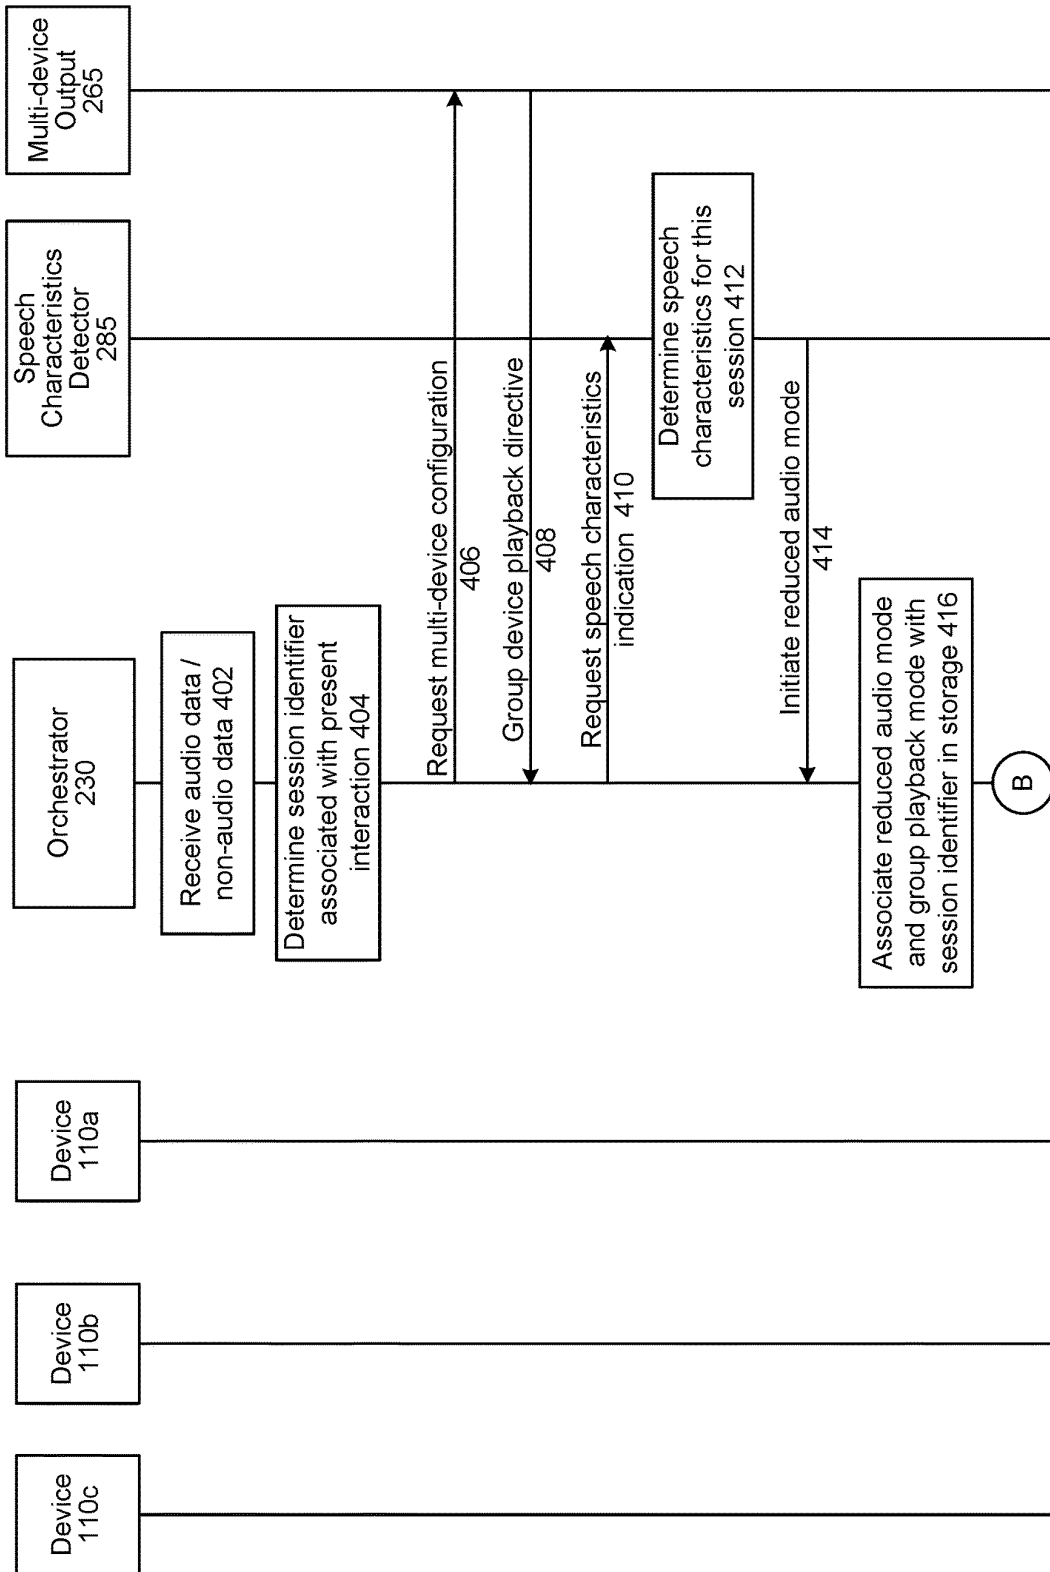 Device
110c
Device
110b
Device
110a
Orchestrator
230
Speech
Characteristics
Detector
285
Multi-device
Output
265
Receive audio data /
non-audio data 402
Determine session identifier
associated with present
interaction 404
Request multi-device configuration
406
Group device playback directive
408
Request speech characteristics
indication 410
Determine speech
characteristics for this
session 412
Initiate reduced audio mode
414
Associate reduced audio mode
and group playback mode with
session identifier in storage 416
B